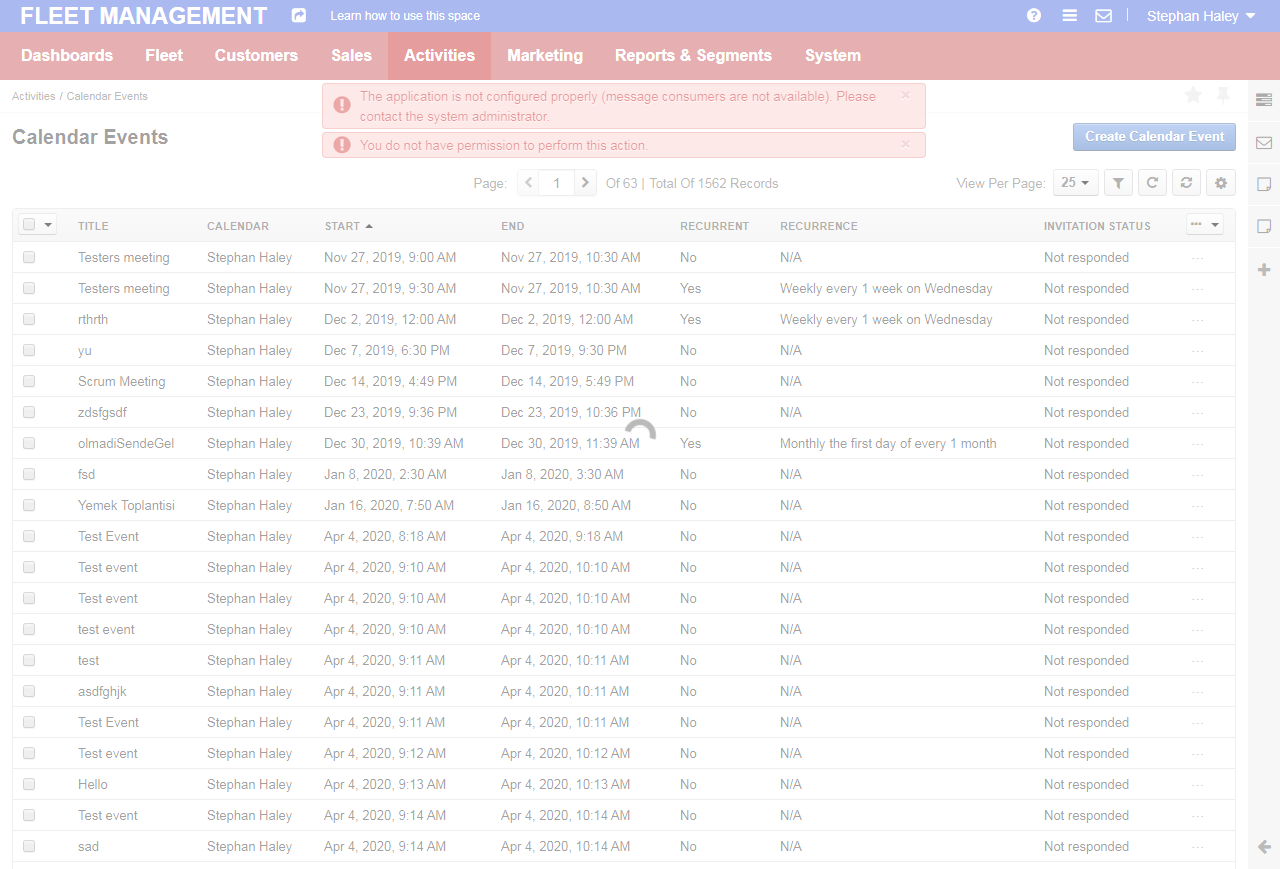 FLEET MANAGEMENT Learn how to use this space Stephan Haley
Dashboards Fleet Customers Sales Activities Marketing Reports & Segments System
Activities / Calendar Events
The application is not configured properly (message consumers are not available). Please
contact the system administrator.
You do not have permission to perform this action.
Calendar Events
Create Calendar Event
Page: 1 Of 63 | Total Of 1562 Records View Per Page: 25
TITLE CALENDAR START END RECURRENT RECURRENCE INVITATION STATUS
Testers meeting Stephan Haley Nov 27, 2019, 9:00 AM Nov 27, 2019, 10:30 AM No N/A Not responded
Testers meeting Stephan Haley Nov 27, 2019, 9:30 AM Nov 27, 2019, 10:30 AM Yes Weekly every 1 week on Wednesday Not responded
rthrth Stephan Haley Dec 2, 2019, 12:00 AM Dec 2, 2019, 12:00 AM Yes Weekly every 1 week on Wednesday Not responded
yu Stephan Haley Dec 7, 2019, 6:30 PM Dec 7, 2019, 9:30 PM No N/A Not responded
Scrum Meeting Stephan Haley Dec 14, 2019, 4:49 PM Dec 14, 2019, 5:49 PM No N/A Not responded
zdsfgsdf Stephan Haley Dec 23, 2019, 9:36 PM Dec 23, 2019, 10:36 PM No N/A Not responded
olmadiSendeGel Stephan Haley Dec 30, 2019, 10:39 AM Dec 30, 2019, 11:39 AM Yes Monthly the first day of every 1 month Not responded
fsd Stephan Haley Jan 8, 2020, 2:30 AM Jan 8, 2020, 3:30 AM No N/A Not responded
Yemek Toplantisi Stephan Haley Jan 16, 2020, 7:50 AM Jan 16, 2020, 8:50 AM No N/A Not responded
Test Event Stephan Haley Apr 4, 2020, 8:18 AM Apr 4, 2020, 9:18 AM No N/A Not responded
Test event Stephan Haley Apr 4, 2020, 9:10 AM Apr 4, 2020, 10:10 AM No N/A Not responded
Test event Stephan Haley Apr 4, 2020, 9:10 AM Apr 4, 2020, 10:10 AM No N/A Not responded
test event Stephan Haley Apr 4, 2020, 9:10 AM Apr 4, 2020, 10:10 AM No N/A Not responded
test Stephan Haley Apr 4, 2020, 9:11 AM Apr 4, 2020, 10:11 AM No N/A Not responded
asdfghjk Stephan Haley Apr 4, 2020, 9:11 AM Apr 4, 2020, 10:11 AM No N/A Not responded
Test Event Stephan Haley Apr 4, 2020, 9:11 AM Apr 4, 2020, 10:11 AM No N/A Not responded
Test event Stephan Haley Apr 4, 2020, 9:12 AM Apr 4, 2020, 10:12 AM No N/A Not responded
Hello Stephan Haley Apr 4, 2020, 9:13 AM Apr 4, 2020, 10:13 AM No N/A Not responded
Test event Stephan Haley Apr 4, 2020, 9:14 AM Apr 4, 2020, 10:14 AM No N/A Not responded
sad Stephan Haley Apr 4, 2020, 9:14 AM Apr 4, 2020, 10:14 AM No N/A Not responded